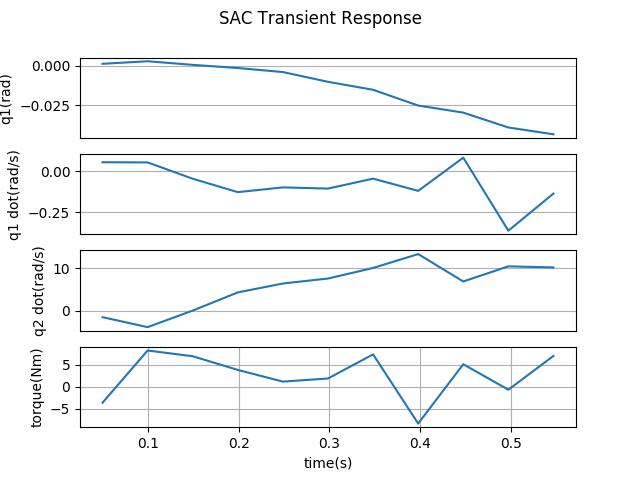 SAC Transient Response
0.000
−0.025
q1(rad)
0.00
−0.25
q1 dot(rad/s)
10
0
q2 dot(rad/s)
5
0
−5
torque(Nm)
0.1 0.2 0.3 0.4 0.5
time(s)